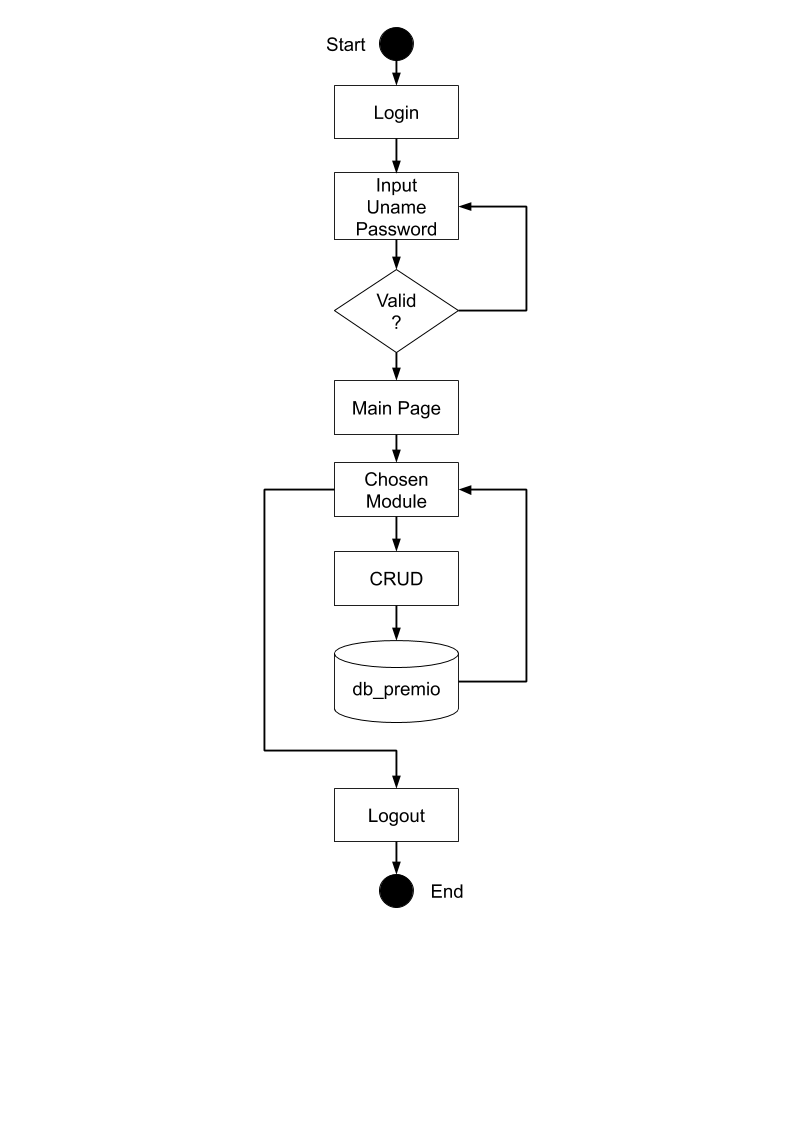 Start
Login
Input
Uname
Password
Valid
?
Main Page
Chosen
Module
CRUD
db_premio
Logout
End